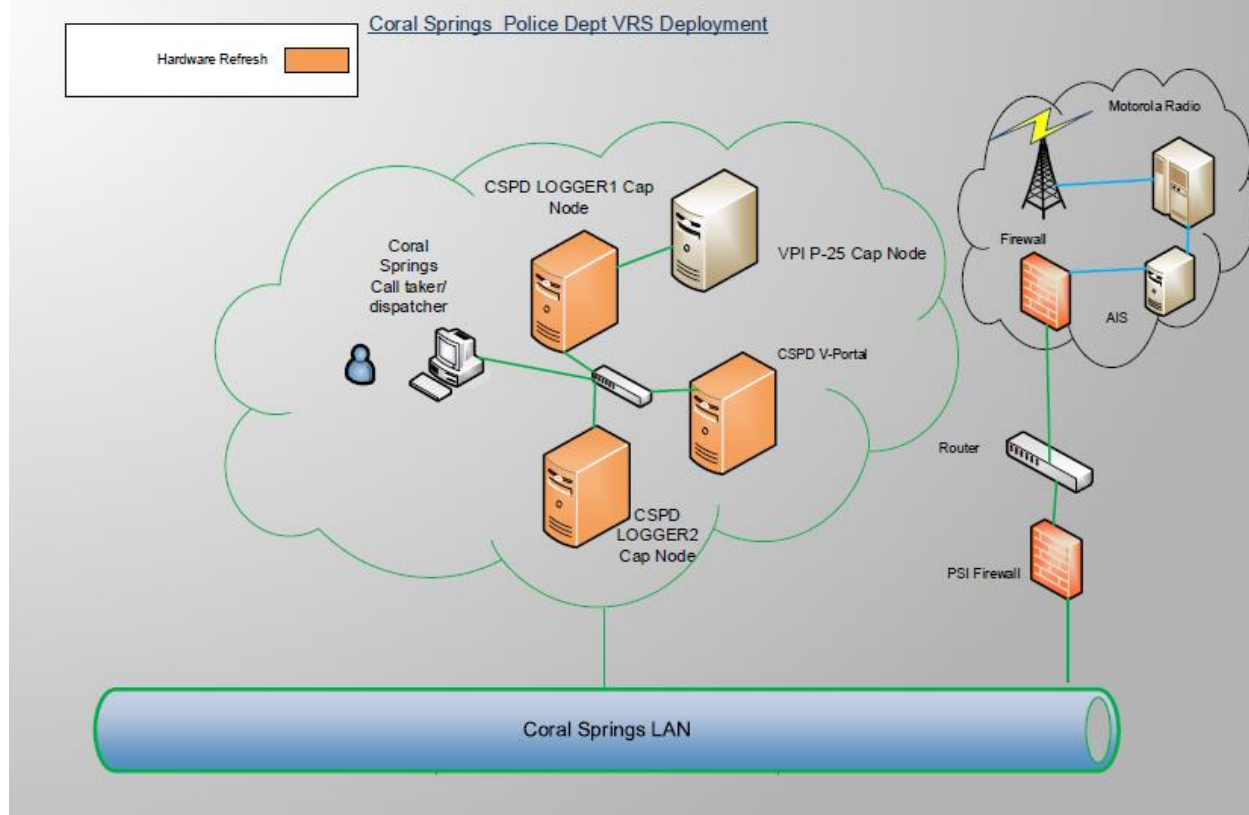 Coral Springs  Police Dept VRS Deployment
Hardware Refresh
Motorola Radio
CSPD LOGGER1 Cap
Node
VPI P-25 Cap Node
Coral
Springs
Call taker/
dispatcher
Firewall
AIS
CSPD V-Portal
Router
CSPD
LOGGER2
Cap Node
PSI Firewall
Coral Springs LAN